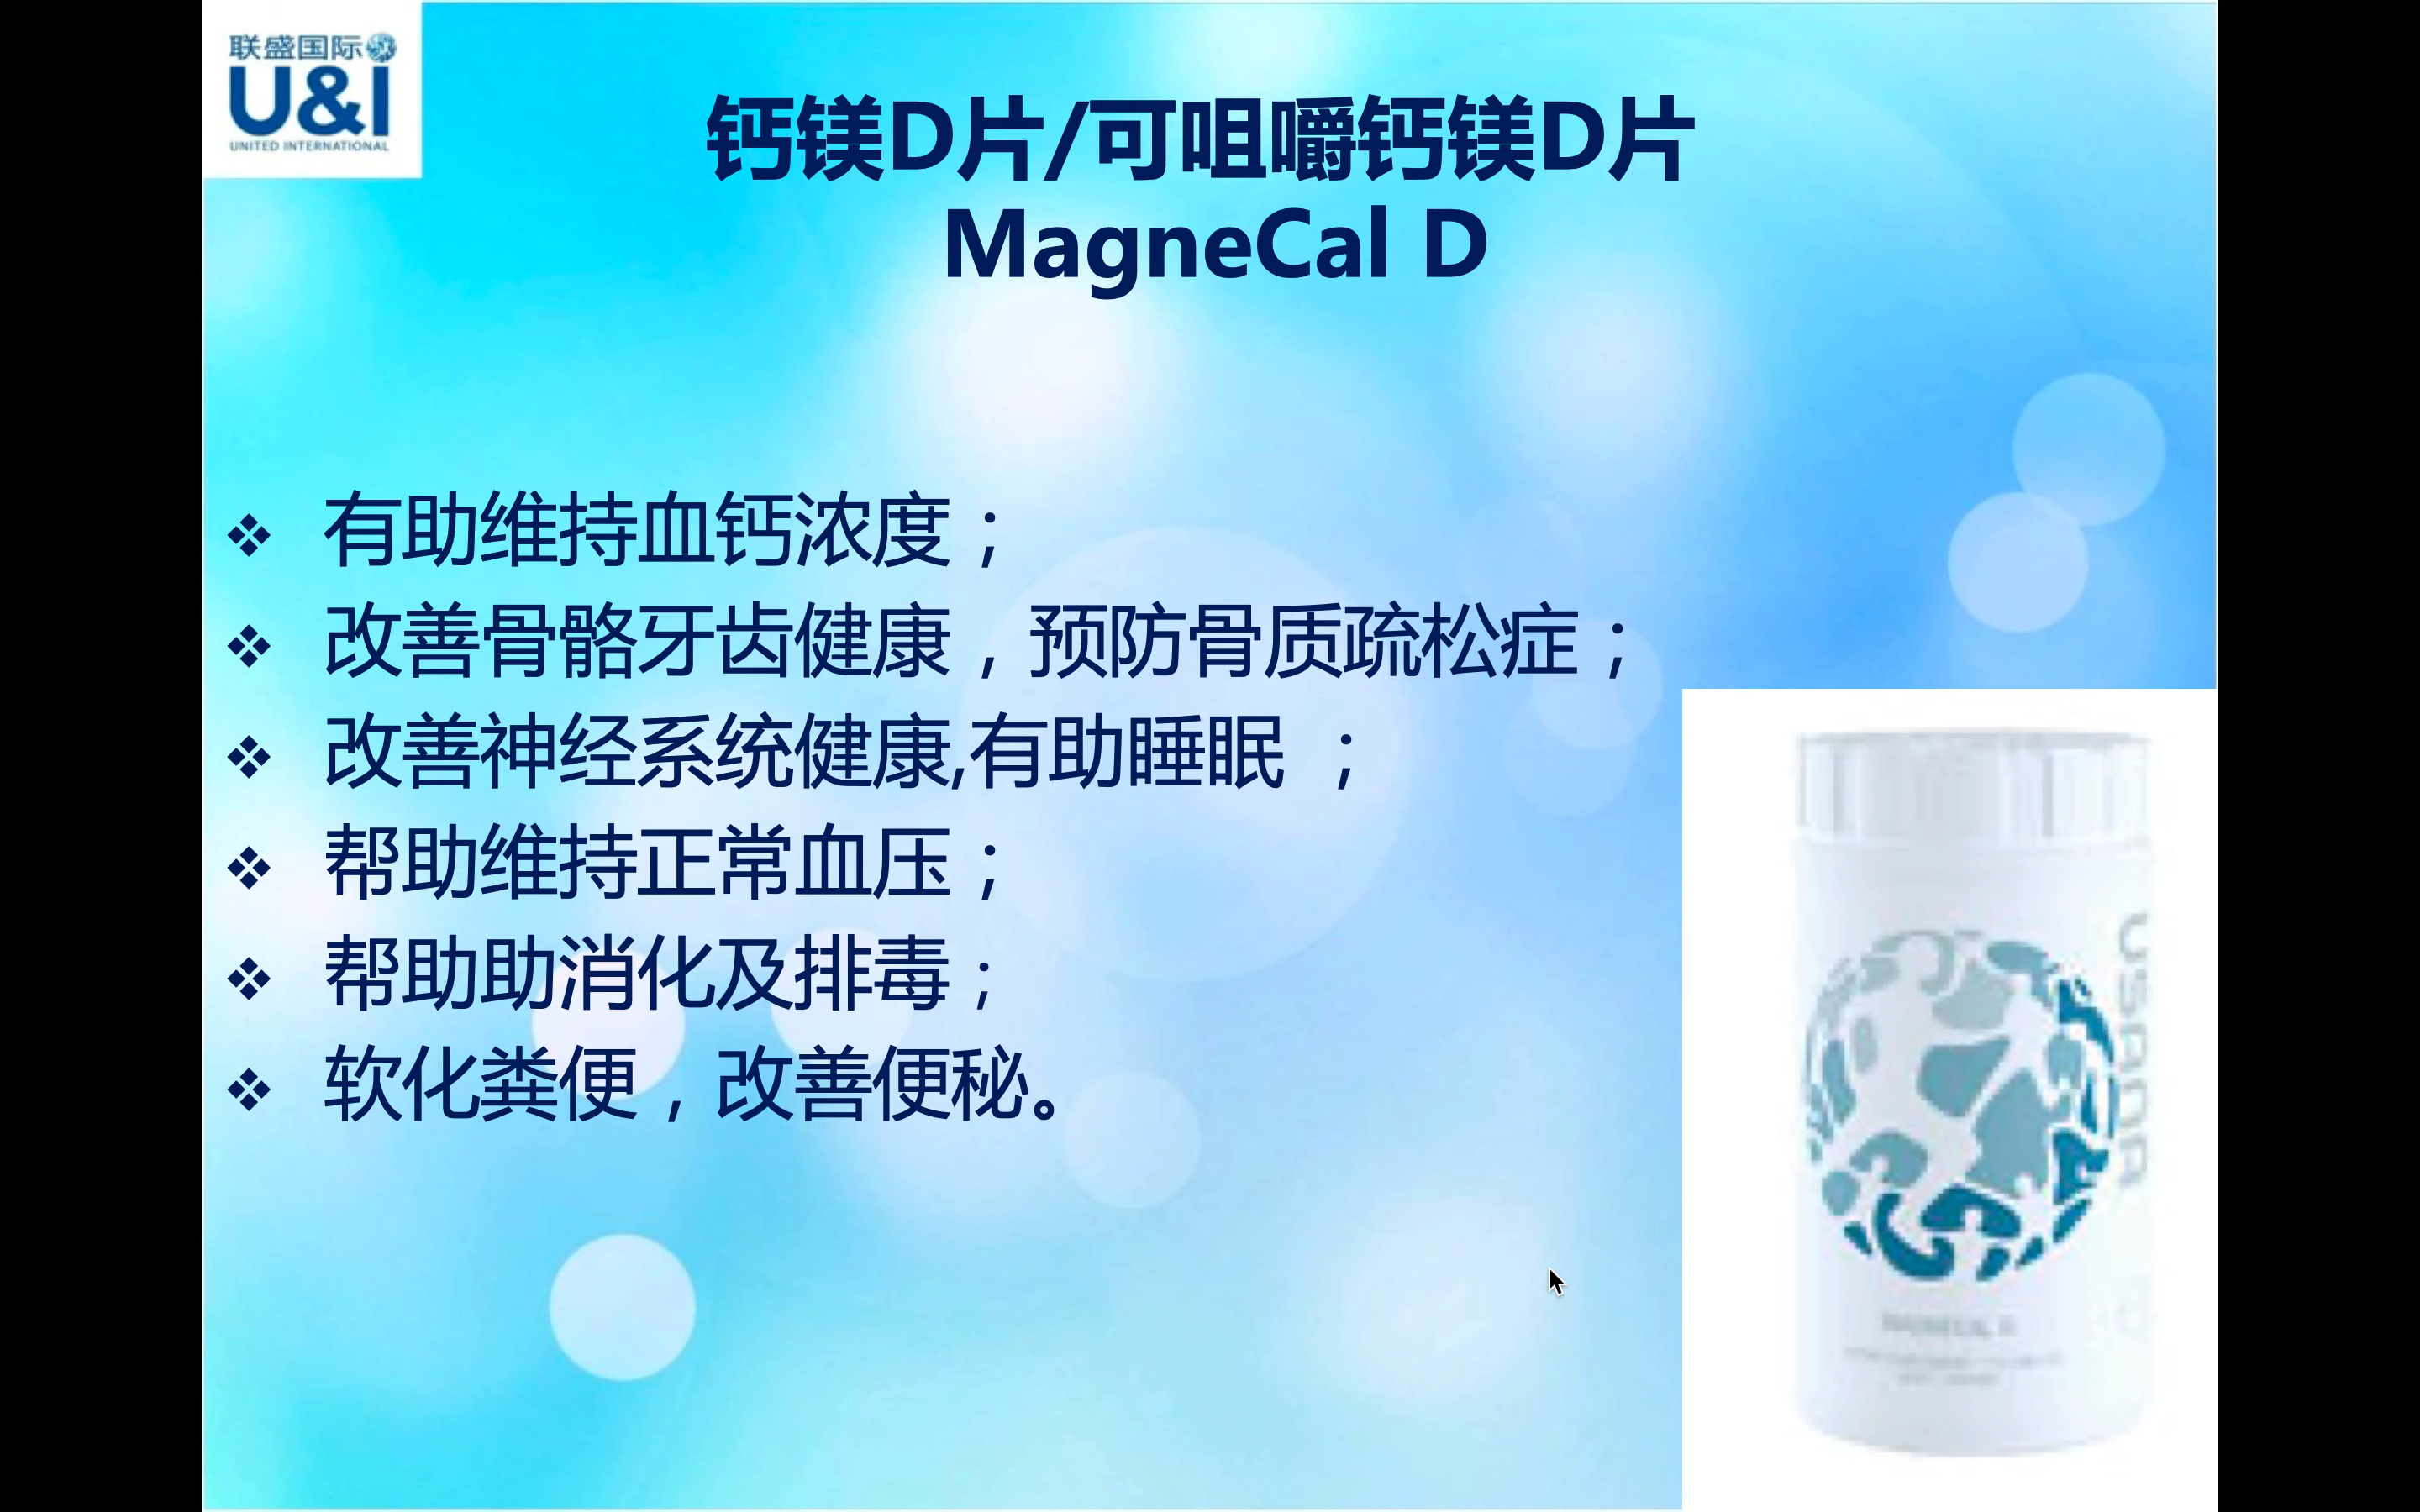 联盛国际
U&I
UNITED INTERNATIONAL
钙镁D片/可咀嚼钙镁D片
MagneCal D
有助维持血钙浓度；
改善骨骼牙齿健康，预防骨质疏松症；
改善神经系统健康,有助睡眠 ；
帮助维持正常血压；
帮助助消化及排毒；
软化粪便，改善便秘。
USANA